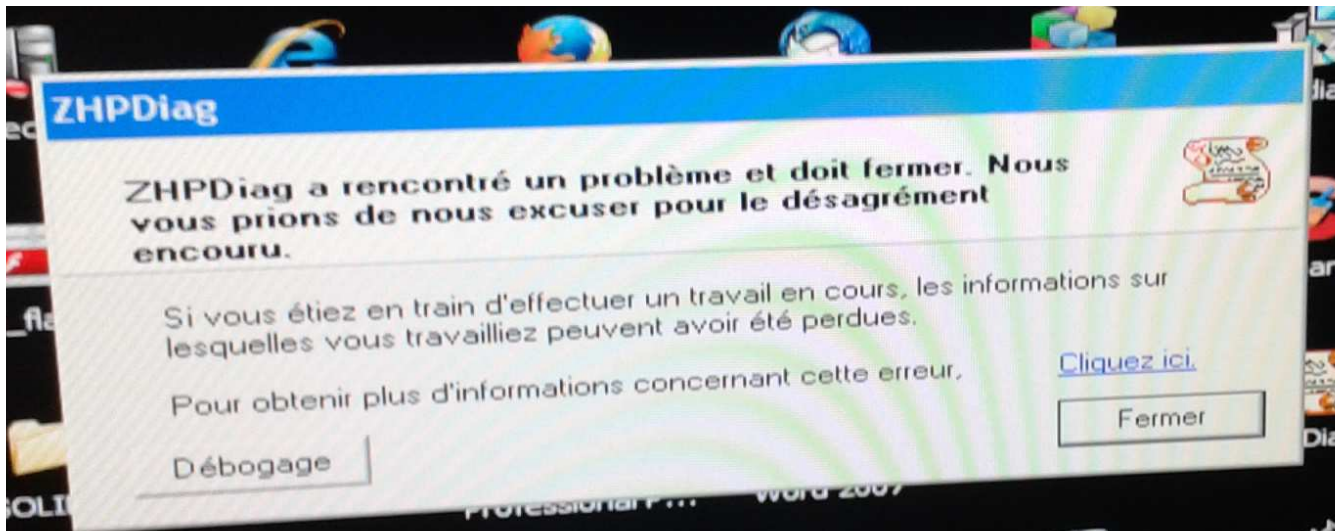 ZHPDiag
ZHPDiag a rencontré un problème et doit fermer. Nous
vous prions de nous excuser pour le désagrément
encouru.
Si vous étiez en train d'effectuer un travail en cours, les informations sur
lesquelles vous travailliez peuvent avoir été perdues.
Pour obtenir plus d'informations concernant cette erreur,
Cliquez ici.
Débogage
Fermer
Professional P...
Word 2007